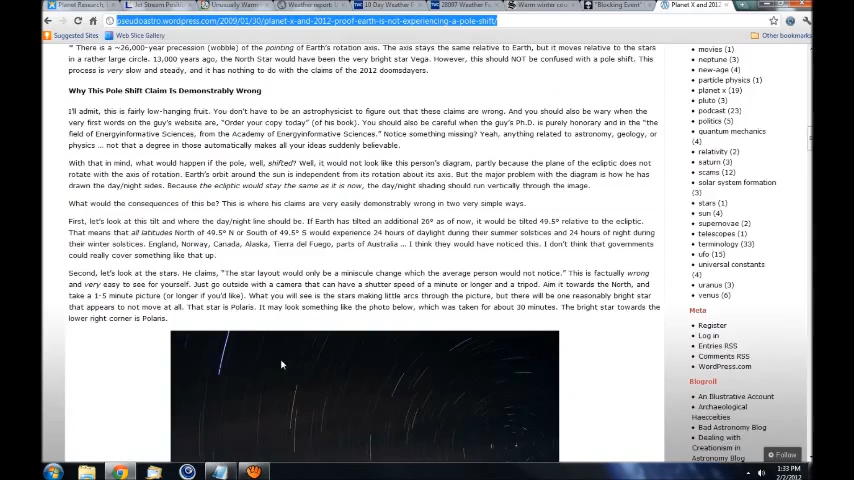 Planet Research,
Jet Stream Position
Unusually Warm
Weather report:
10 Day Weather F
28097 Weather Fo
Warm winter cou
"Blocking Event"
Planet X and 2012
pseudoastro.wordpress.com/2009/01/30/planet-x-and-2012-proof-earth-is-not-experiencing-a-pole-shift/
Suggested Sites
Web Slice Gallery
Other bookmarks
There is a ~26,000-year precession (wobble) of the pointing of Earth's rotation axis. The axis stays the same relative to Earth, but it moves relative to the stars
in a rather large circle. 13,000 years ago, the North Star would have been the very bright star Vega. However, this should NOT be confused with a pole shift. This
process is very slow and steady, and it has nothing to do with the claims of the 2012 doomsdayers.
Why This Pole Shift Claim Is Demonstrably Wrong
I'll admit, this is fairly low-hanging fruit. You don't have to be an astrophysicist to figure out that these claims are wrong. And you should also be wary when the
very first words on the guy's website are, "Order your copy today" (of his book). You should also be careful when the guy's Ph.D. is purely honorary and in the "the
field of Energyinformative Sciences, from the Academy of Energyinformative Sciences." Notice something missing? Yeah, anything related to astronomy, geology, or
physics ... not that a degree in those automatically makes all your ideas suddenly believable.
With that in mind, what would happen if the pole, well, shifted? Well, it would not look like this person's diagram, partly because the plane of the ecliptic does not
rotate with the axis of rotation. Earth's orbit around the sun is independent from its rotation about its axis. But the major problem with the diagram is how he has
drawn the day/night sides. Because the ecliptic would stay the same as it is now, the day/night shading should run vertically through the image.
What would the consequences of this be? This is where his claims are very easily demonstrably wrong in two very simple ways.
First, let's look at this tilt and where the day/night line should be. If Earth has tilted an additional 26° as of now, it would be tilted 49.5° relative to the ecliptic.
That means that all latitudes North of 49.5° N or South of 49.5° S would experience 24 hours of daylight during their summer solstices and 24 hours of night during
their winter solstices. England, Norway, Canada, Alaska, Tierra del Fuego, parts of Australia ... I think they would have noticed this. I don't think that governments
could really cover something like that up.
Second, let's look at the stars. He claims, "The star layout would only be a miniscule change which the average person would not notice." This is factually wrong
and very easy to see for yourself. Just go outside with a camera that can have a shutter speed of a minute or longer and a tripod. Aim it towards the North, and
take a 1-5 minute picture (or longer if you'd like). What you will see is the stars making little arcs through the picture, but there will be one reasonably bright star
that appears to not move at all. That star is Polaris. It may look something like the photo below, which was taken for about 30 minutes. The bright star towards the
lower right corner is Polaris.
movies (1)
neptune (3)
new-age (4)
particle physics (1)
planet x (19)
pluto (3)
podcast (23)
politics (5)
quantum mechanics
(4)
relativity (2)
saturn (3)
scams (12)
solar system formation
(3)
stars (1)
sun (4)
supernovae (2)
telescopes (1)
terminology (33)
ufo (15)
universal constants
(4)
uranus (3)
venus (6)
Meta
Register
Log in
Entries RSS
Comments RSS
WordPress.com
Blogroll
An Illustrative Account
Archaeological
Haecceities
Bad Astronomy Blog
Dealing with
Creationism in
Astronomy Blog
Follow
1:33 PM
2/2/2012